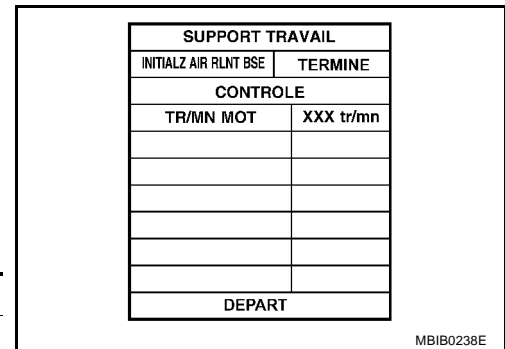 SUPPORT TRAVAIL
INITIALZ AIR RLNT BSE TERMINE
CONTROLE
TR/MN MOT XXX tr/mn
DEPART
MBIB0238E